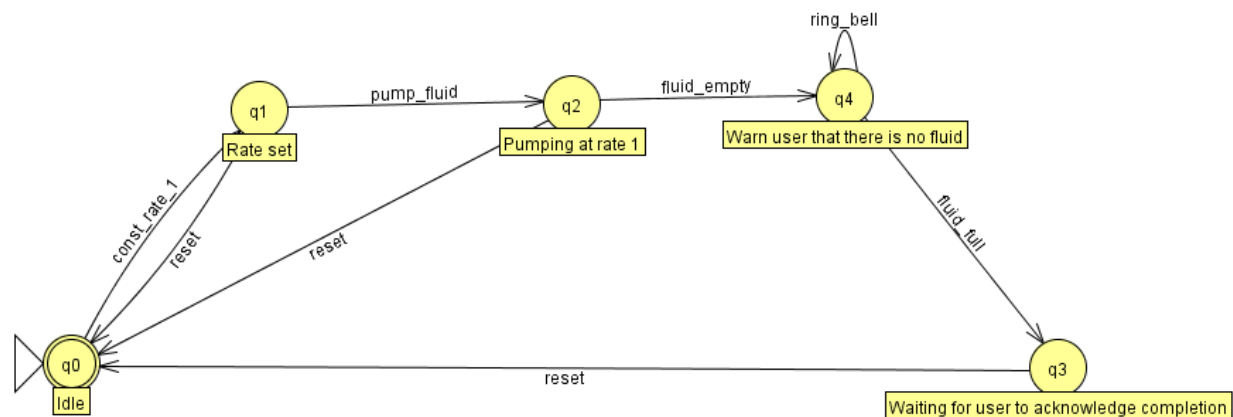 ring_bell
q1
pump_fluid
q2
fluid_empty
q4
Rate set
Pumping at rate 1
Warn user that there is no fluid
const_rate_1
reset
reset
fluid_full
q0
reset
q3
Idle
Waiting for user to acknowledge completion